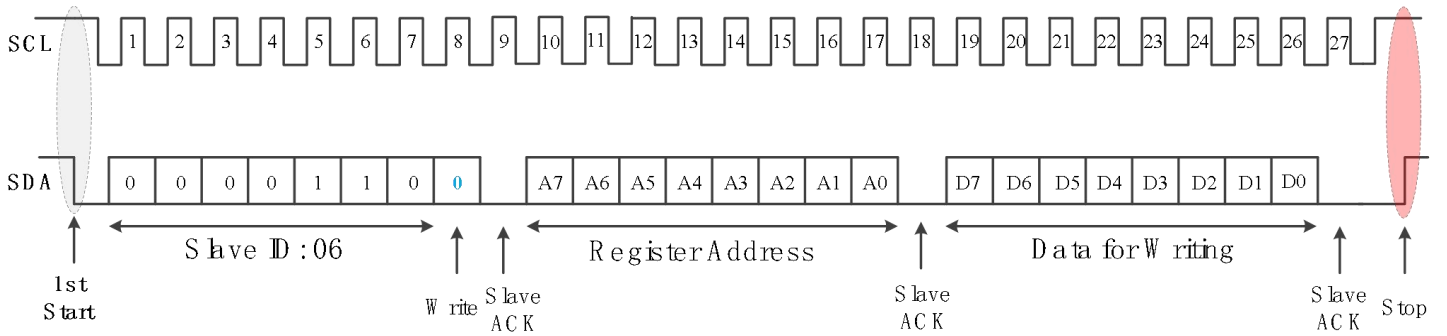 SCL 1 2 3 4 5 6 7 8 9 10 11 12 13 14 15 16 17 18 19 20 21 22 23 24 25 26 27
SDA 0 0 0 0 1 1 0 0 A7 A6 A5 A4 A3 A2 A1 A0 D7 D6 D5 D4 D3 D2 D1 D0
Slave ID : 06 Register Address Data for Writing
1st
Start
Write
Slave
ACK
Slave
ACK
Slave
ACK
Stop